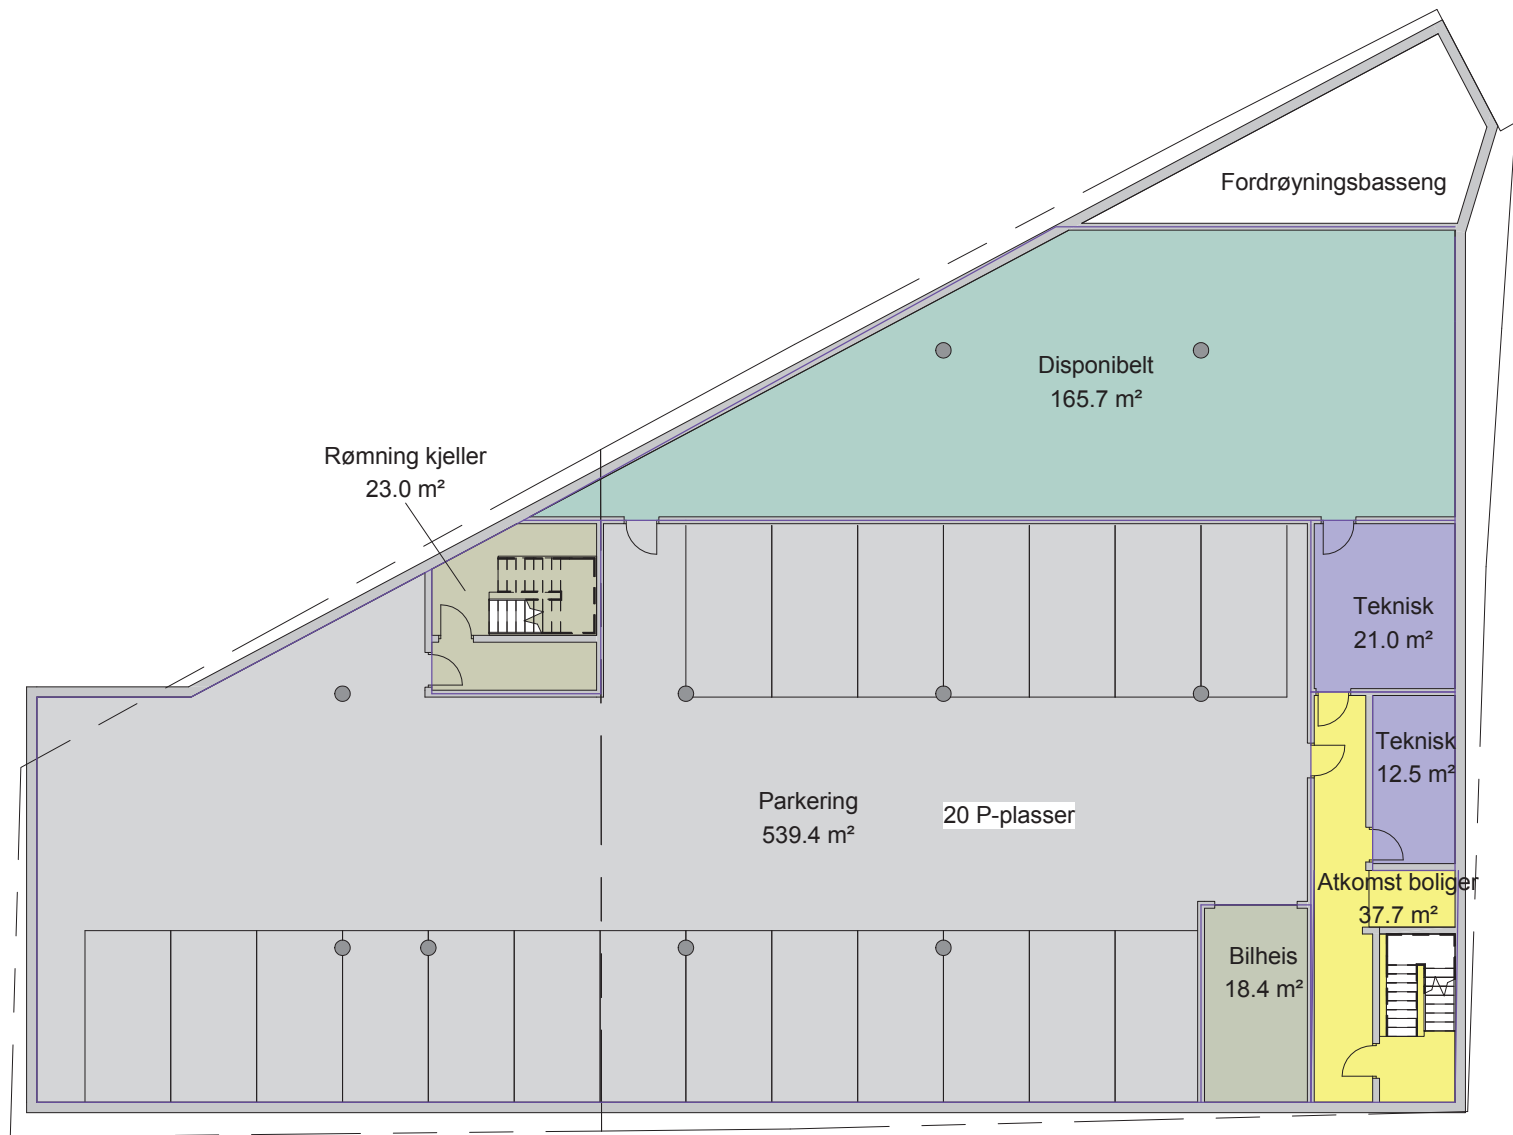 Fordrøyningsbasseng
Disponibelt
165.7 m²
Rømning kjeller
23.0 m²
Teknisk
21.0 m²
Teknisk
12.5 m²
Parkering
539.4 m²
20 P-plasser
Atkomst boliger
37.7 m²
Bilheis
18.4 m²